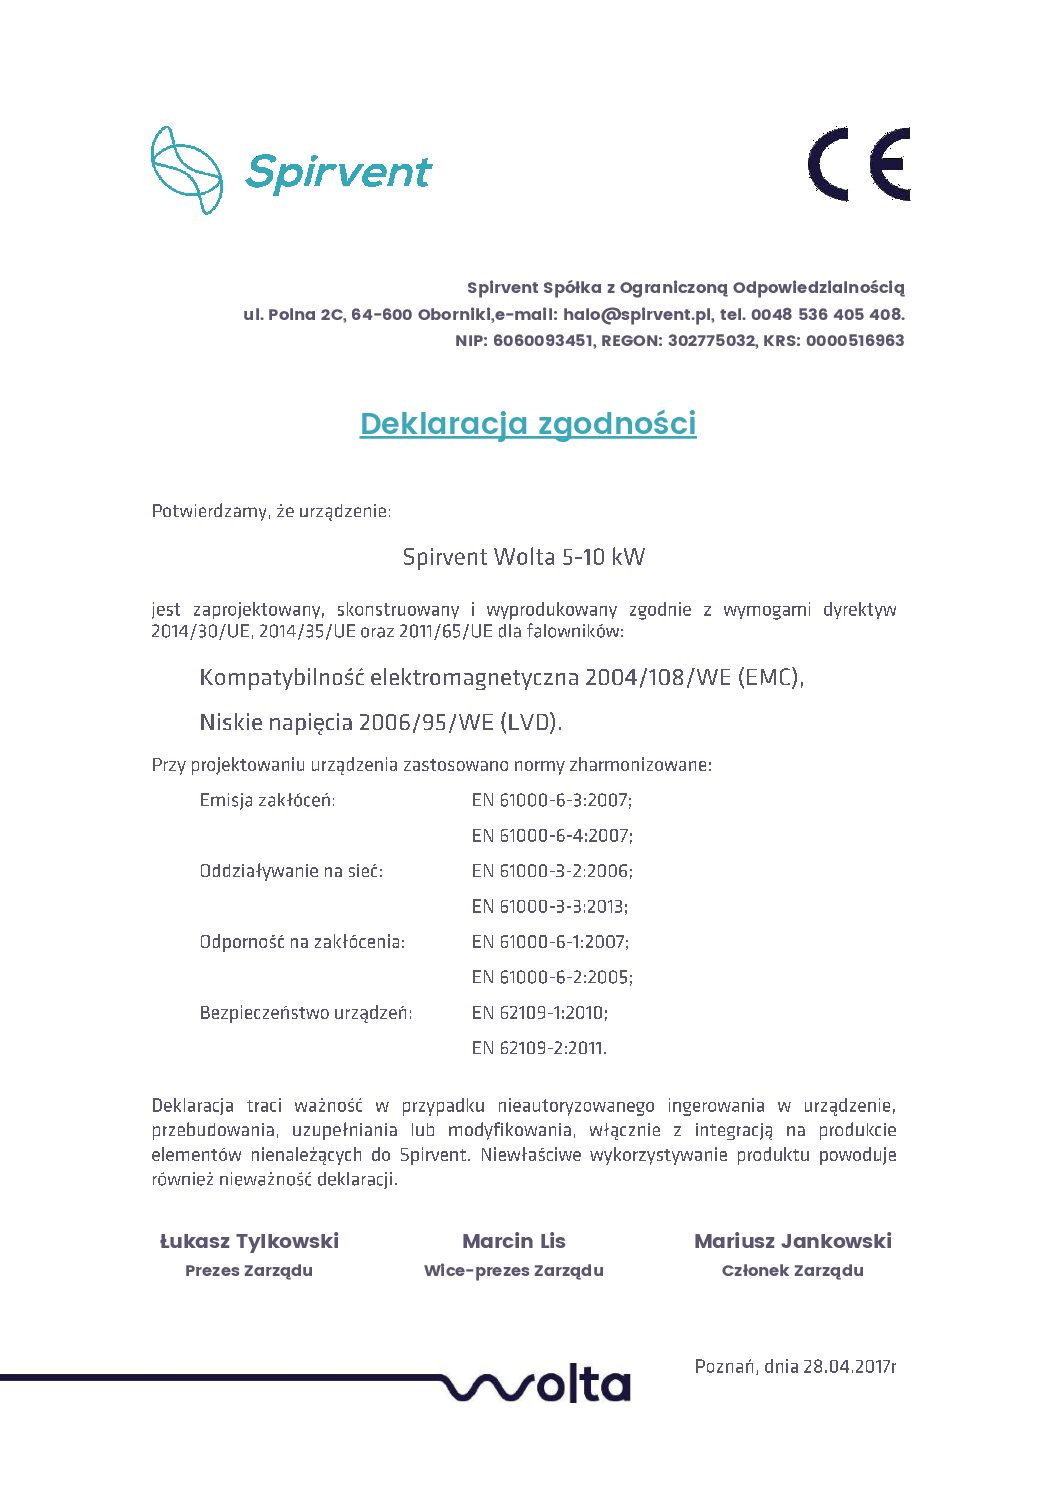 Spirvent
CE
Spirvent Spółka z Ograniczoną Odpowiedzialnością
ul. Polna 2C, 64-600 Oborniki,e-mail: halo@spirvent.pl, tel. 0048 536 405 408.
NIP: 6060093451, REGON: 302775032, KRS: 0000516963
Deklaracja zgodności
Potwierdzamy, że urządzenie:
Spirvent Wolta 5-10 kW
jest zaprojektowany, skonstruowany i wyprodukowany zgodnie z wymogami dyrektyw
2014/30/UE, 2014/35/UE oraz 2011/65/UE dla falowników:
Kompatybilność elektromagnetyczna 2004/108/WE (EMC),
Niskie napięcia 2006/95/WE (LVD).
Przy projektowaniu urządzenia zastosowano normy zharmonizowane:
Emisja zakłóceń: EN 61000-6-3:2007;
EN 61000-6-4:2007;
Oddziaływanie na sieć: EN 61000-3-2:2006;
EN 61000-3-3:2013;
Odporność na zakłócenia: EN 61000-6-1:2007;
EN 61000-6-2:2005;
Bezpieczeństwo urządzeń: EN 62109-1:2010;
EN 62109-2:2011.
Deklaracja traci ważność w przypadku nieautoryzowanego ingerowania w urządzenie,
przebudowania, uzupełniania lub modyfikowania, włącznie z integracją na produkcie
elementów nienależących do Spirvent. Niewłaściwe wykorzystywanie produktu powoduje
również nieważność deklaracji.
Łukasz Tylkowski Marcin Lis Mariusz Jankowski
Prezes Zarządu Wice-prezes Zarządu Członek Zarządu
Poznań, dnia 28.04.2017r
wolta